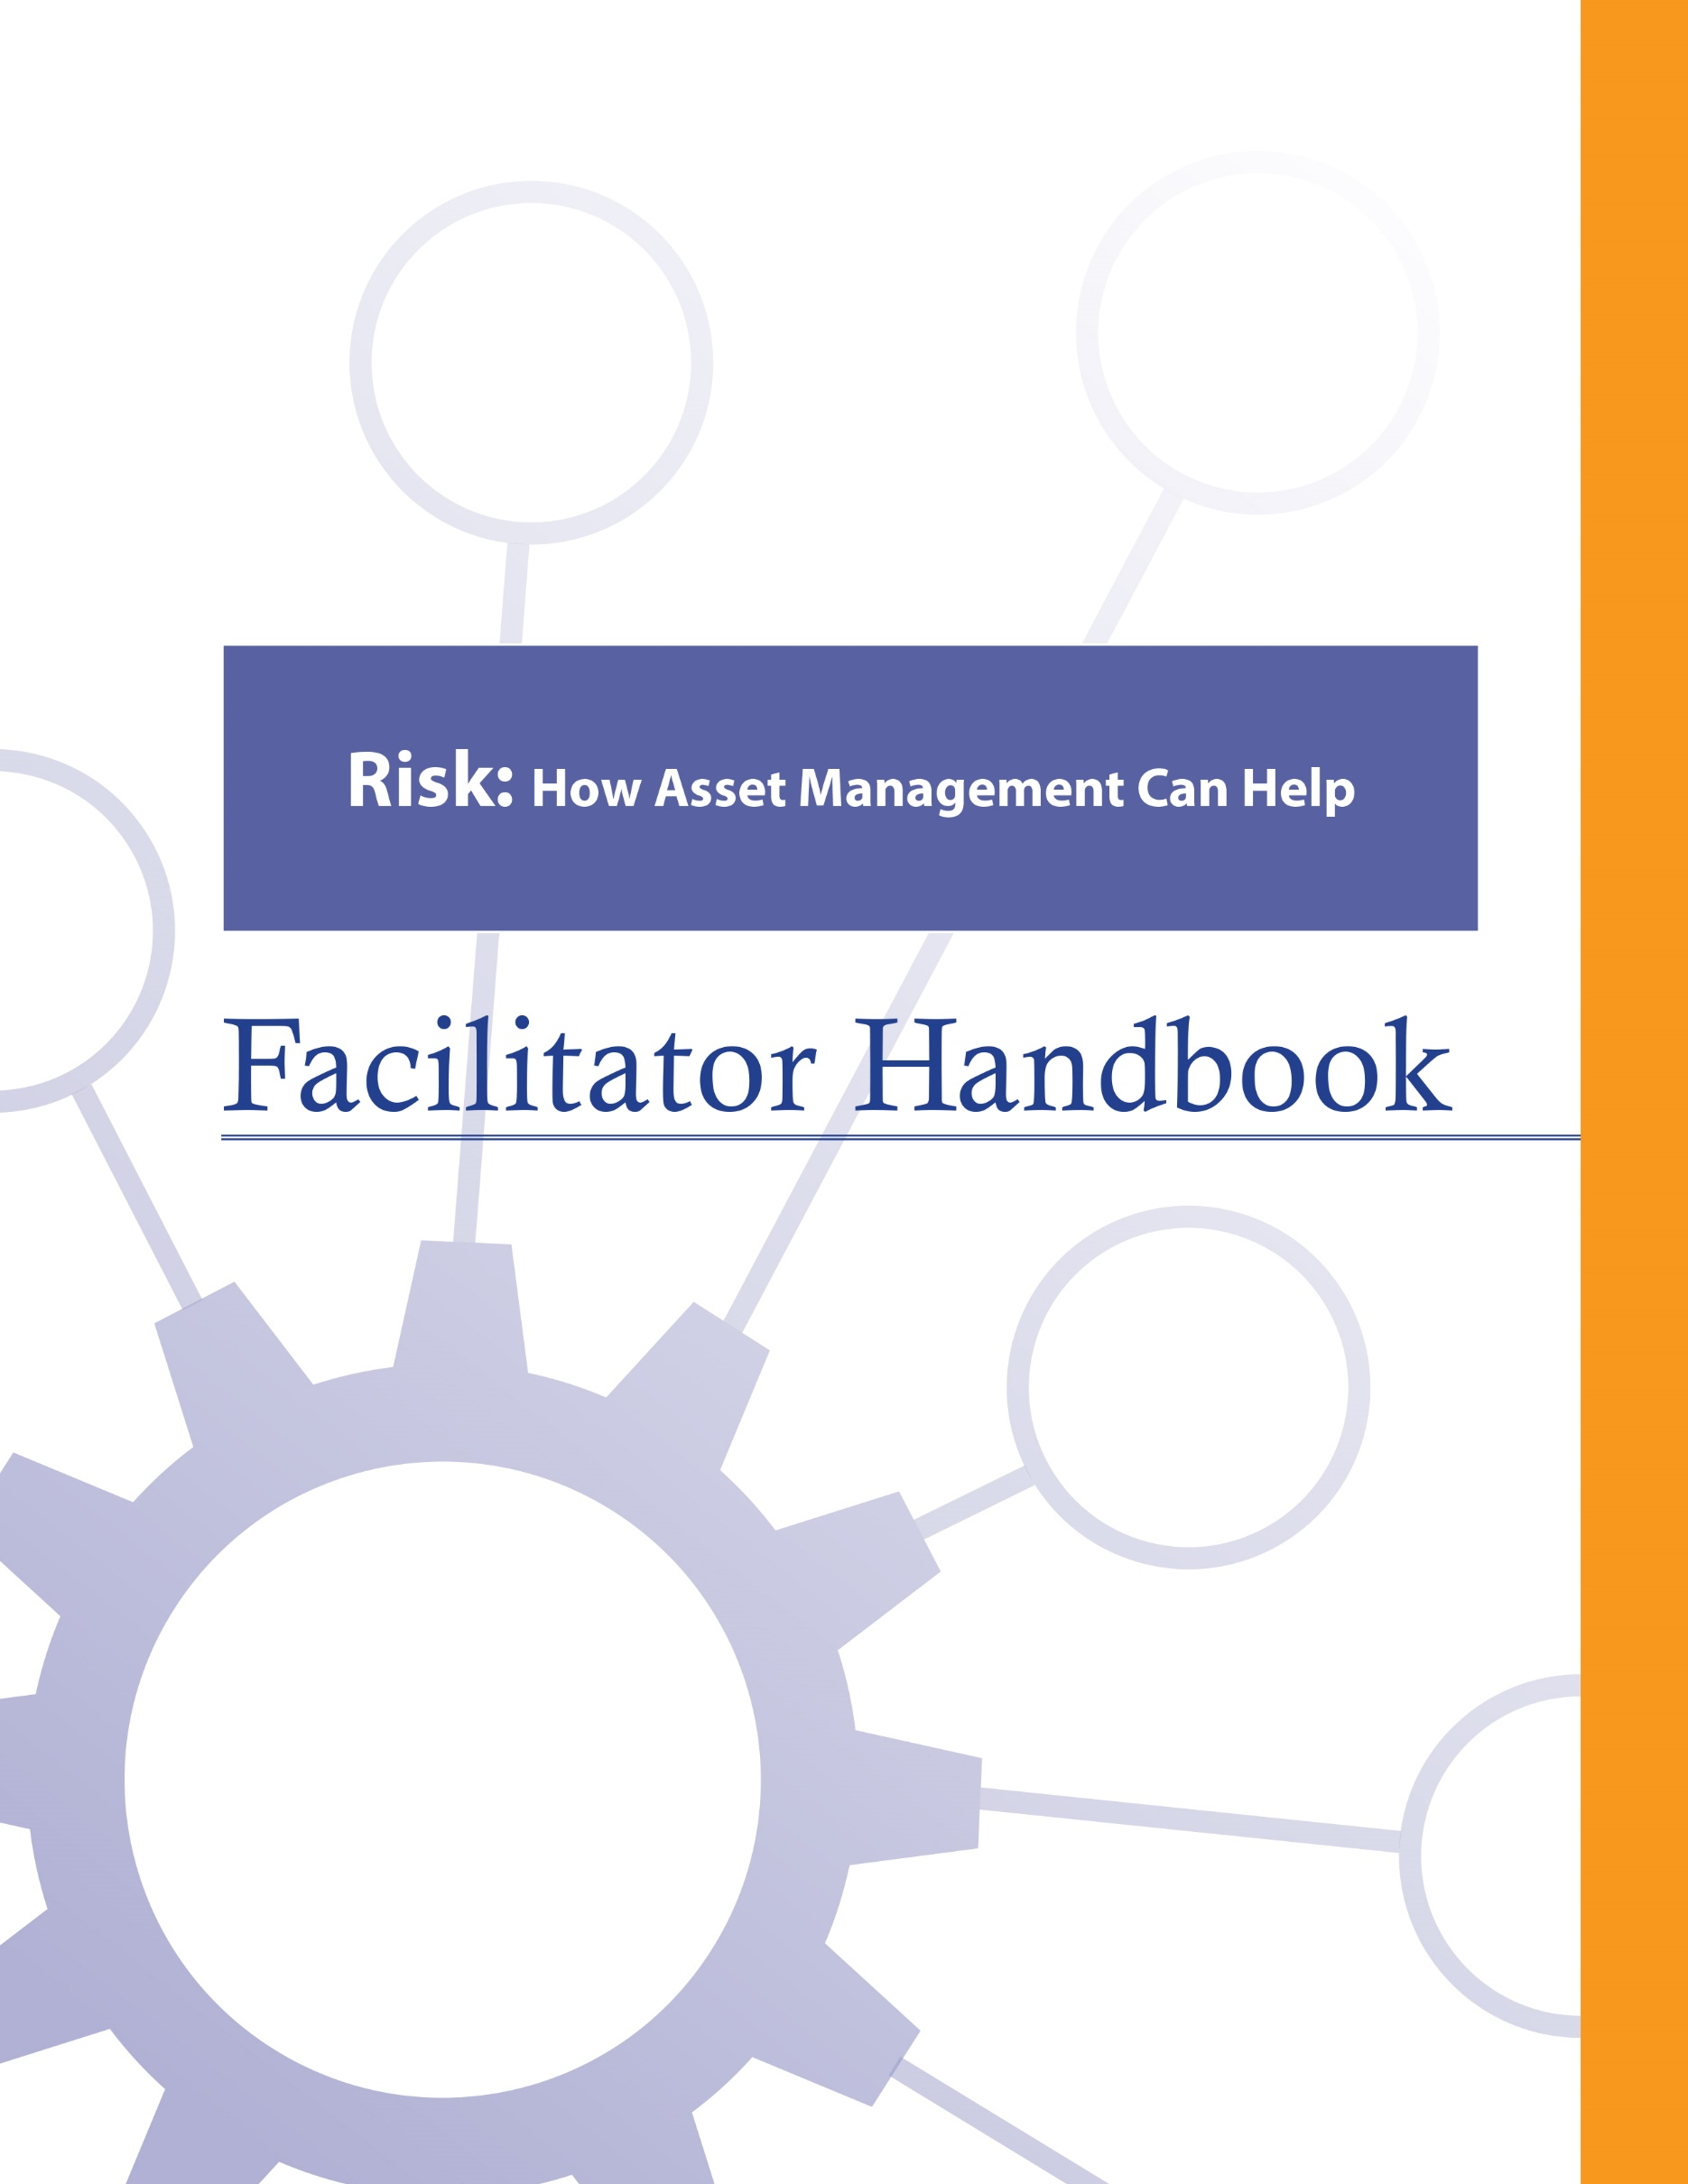 Risk: How Asset Management Can Help
Facilitator Handbook